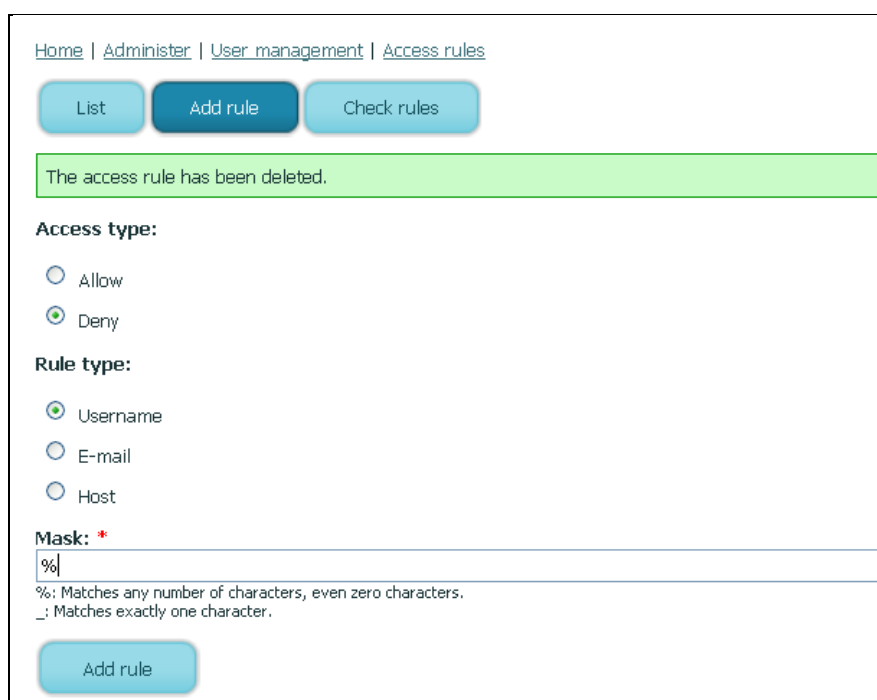 Home | Administer | User management | Access rules
List Add rule Check rules
The access rule has been deleted.
Access type:
Allow
Deny
Rule type:
Username
E-mail
Host
Mask: *
%
%: Matches any number of characters, even zero characters.
_: Matches exactly one character.
Add rule